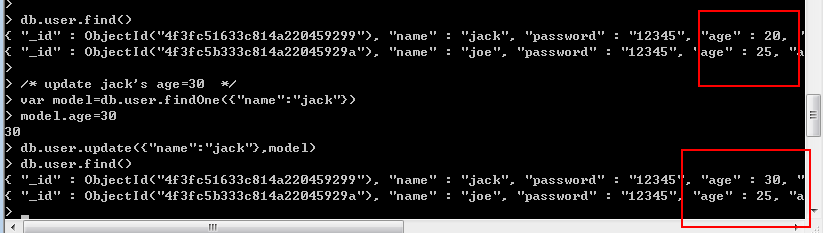 >
> db.user.find()
{ "_id" : ObjectId("4f3fc51633c814a220459299"), "name" : "jack", "password" : "12345", "age" : 20, "
{ "_id" : ObjectId("4f3fc5b333c814a22045929a"), "name" : "joe", "password" : "12345", "age" : 25, "a
>
> /* update jack's age=30  */
> var model=db.user.findOne({"name":"jack"})
> model.age=30
30
> db.user.update({"name":"jack"},model)
> db.user.find()
{ "_id" : ObjectId("4f3fc51633c814a220459299"), "name" : "jack", "password" : "12345", "age" : 30, "
{ "_id" : ObjectId("4f3fc5b333c814a22045929a"), "name" : "joe", "password" : "12345", "age" : 25, "a
>